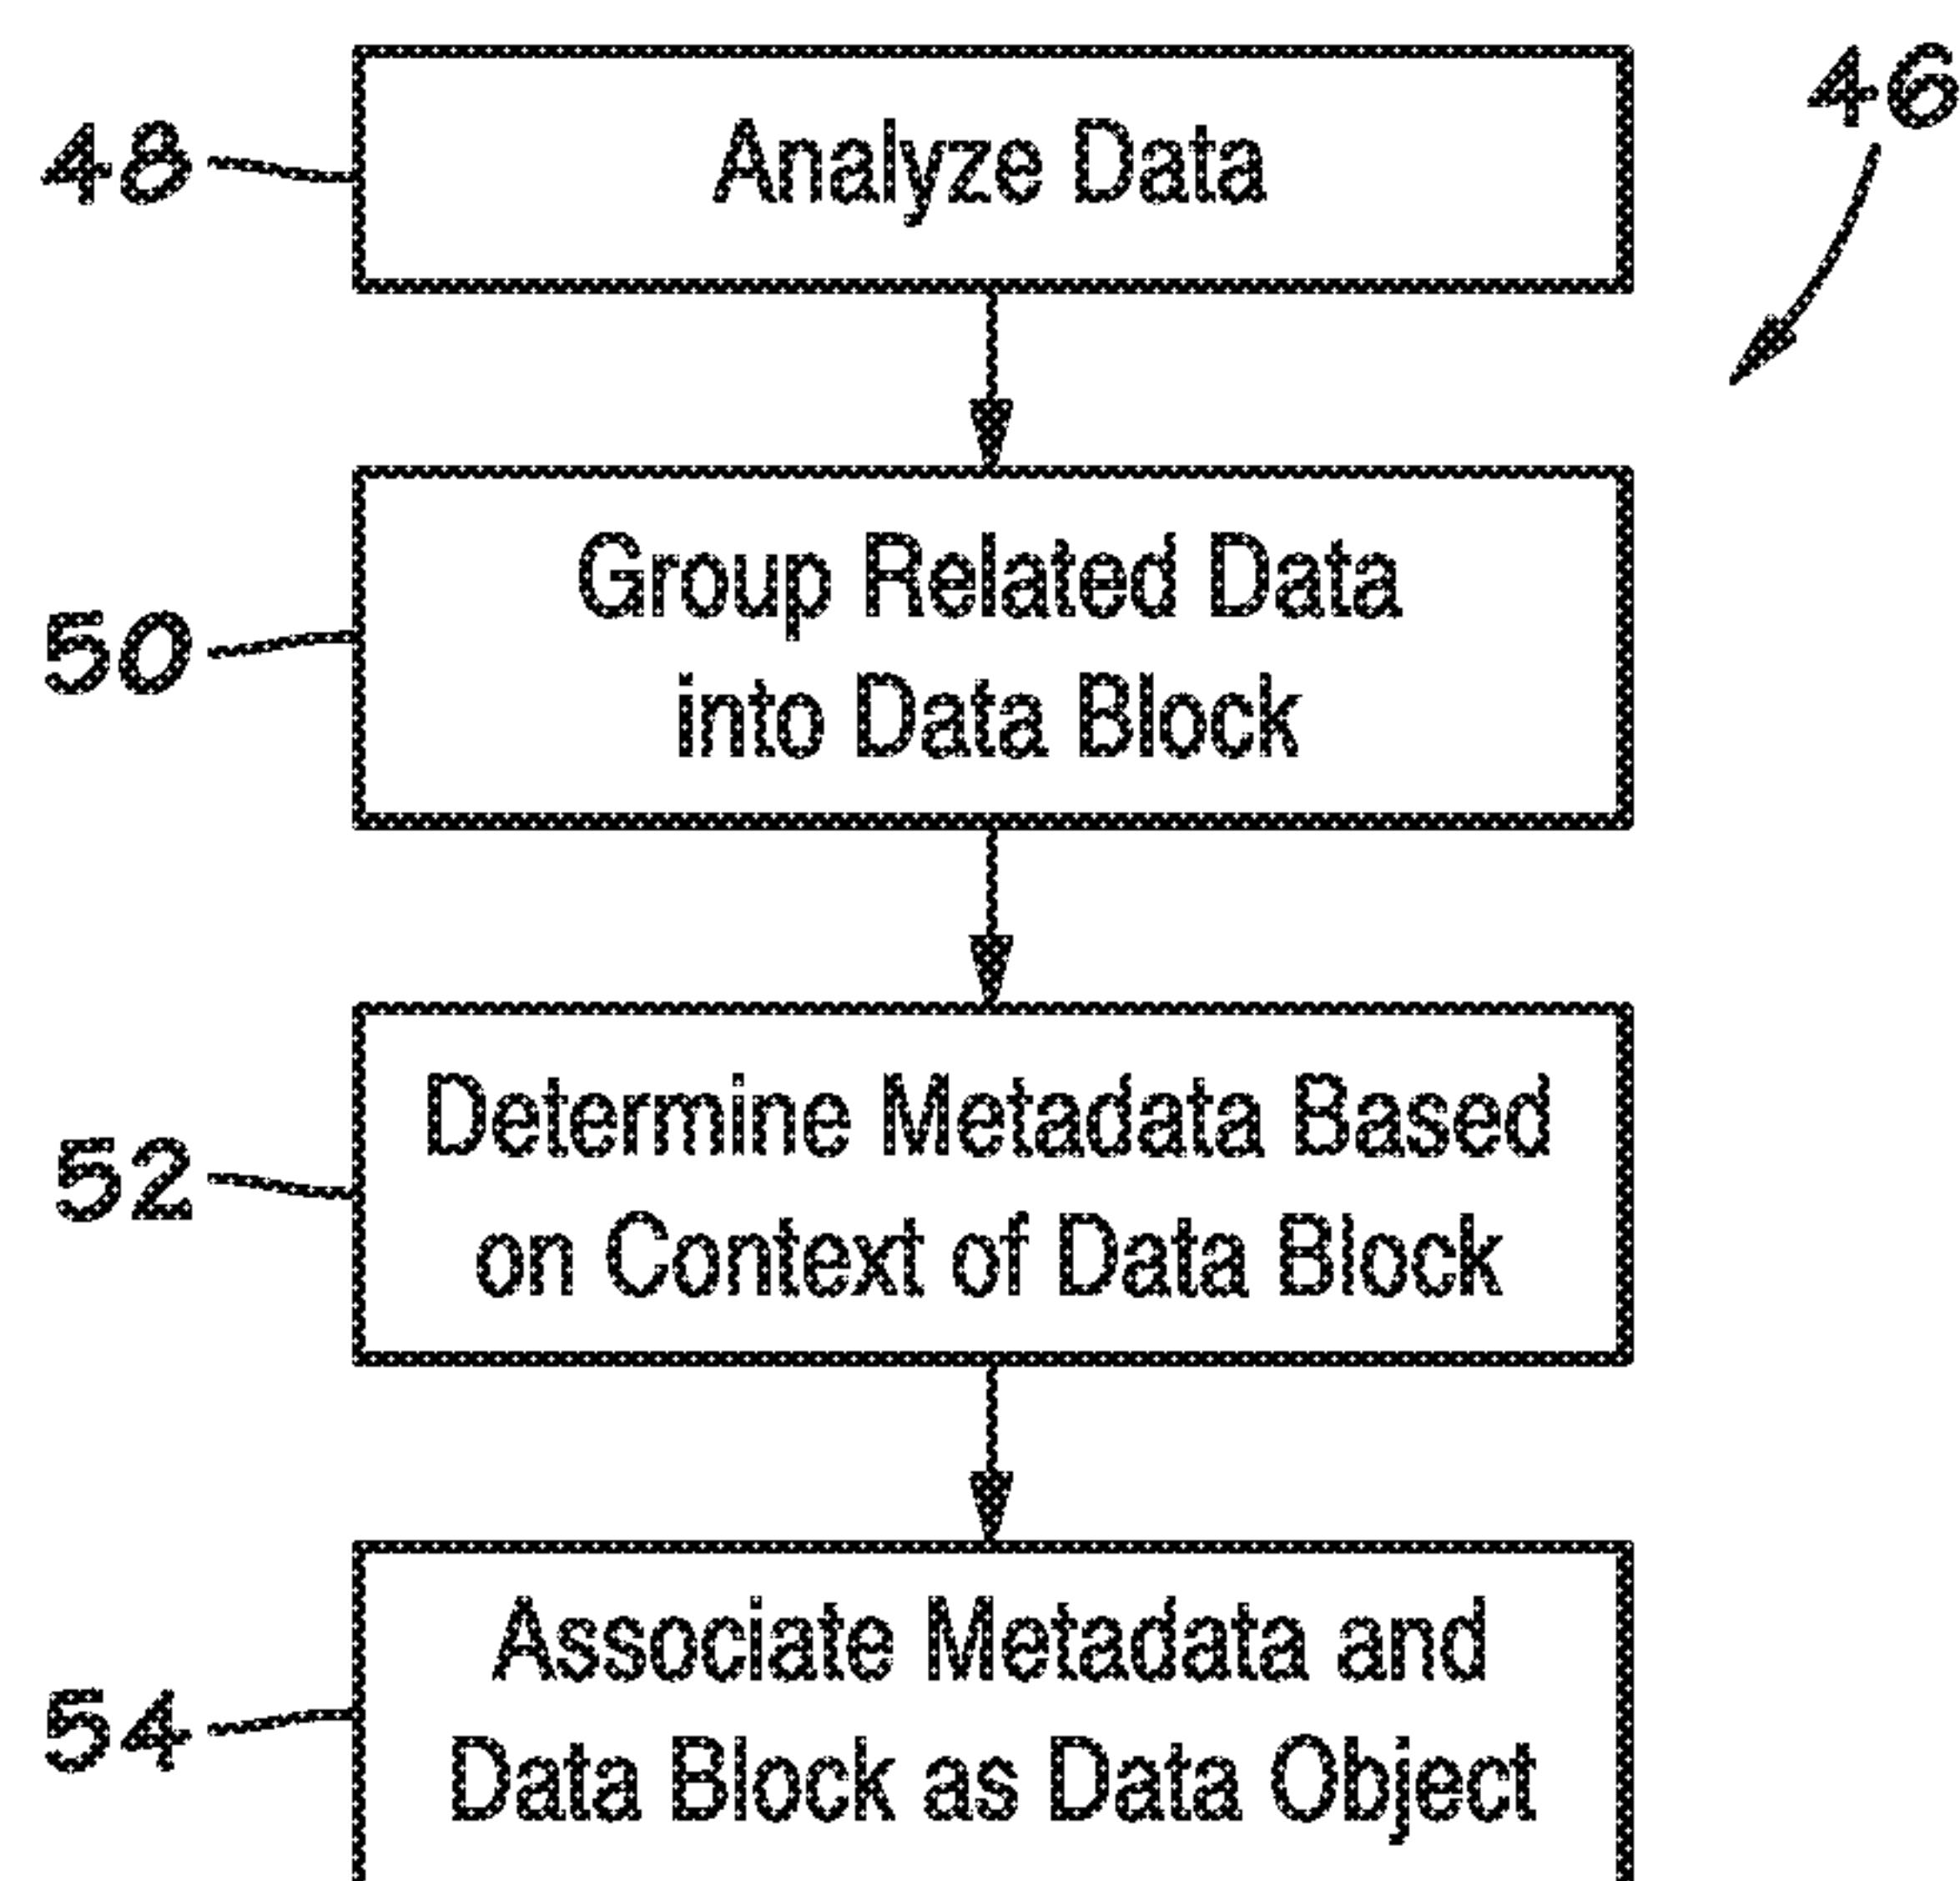 46
48
Analyze Data
50
Group Related Data
into Data Block
52
Determine Metadata Based
on Context of Data Block
54
Associate Metadata and
Data Block as Data Object